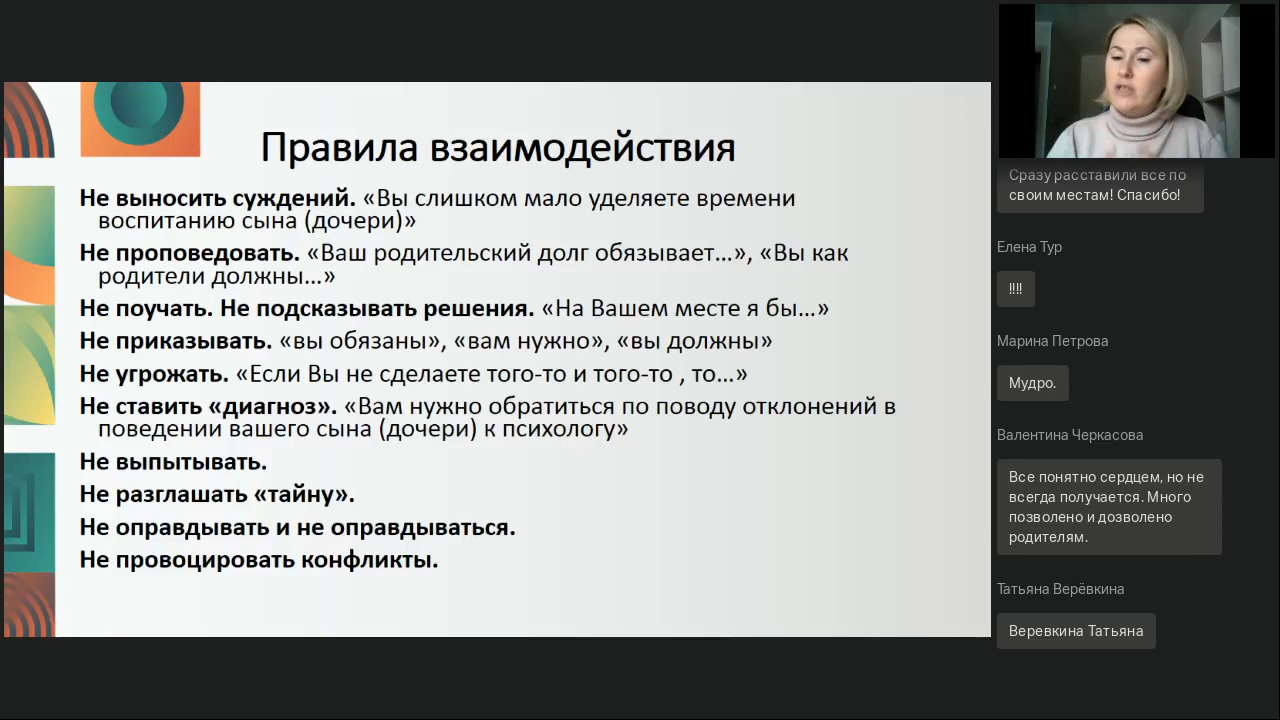 Правила взаимодействия
Не выносить суждений. «Вы слишком мало уделяете времени
воспитанию сына (дочери)»
Не проповедовать. «Ваш родительский долг обязывает…», «Вы как
родители должны…»
Не поучать. Не подсказывать решения. «На Вашем месте я бы…»
Не приказывать. «вы обязаны», «вам нужно», «вы должны»
Не угрожать. «Если Вы не сделаете того-то и того-то , то…»
Не ставить «диагноз». «Вам нужно обратиться по поводу отклонений в
поведении вашего сына (дочери) к психологу»
Не выпытывать.
Не разглашать «тайну».
Не оправдывать и не оправдываться.
Не провоцировать конфликты.
Сразу расставили все по
своим местам! Спасибо!
Елена Тур
!!!!
Марина Петрова
Мудро.
Валентина Черкасова
Все понятно сердцем, но не
всегда получается. Много
позволено и дозволено
родителям.
Татьяна Верёвкина
Веревкина Татьяна